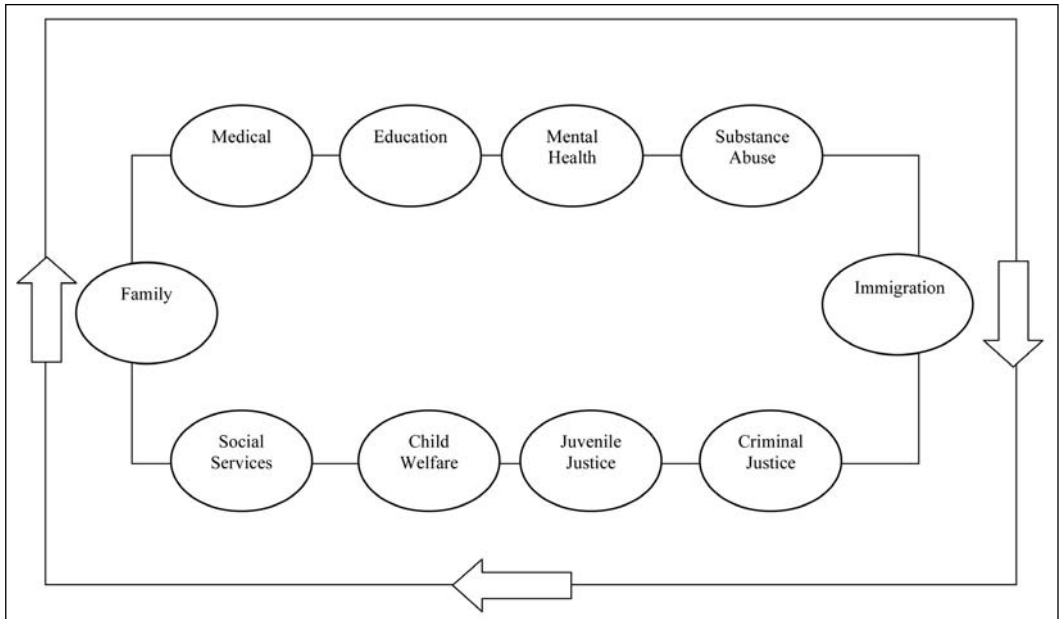 Medical
Education
Mental
Health
Substance
Abuse
Family
Immigration
Social
Services
Child
Welfare
Juvenile
Justice
Criminal
Justice